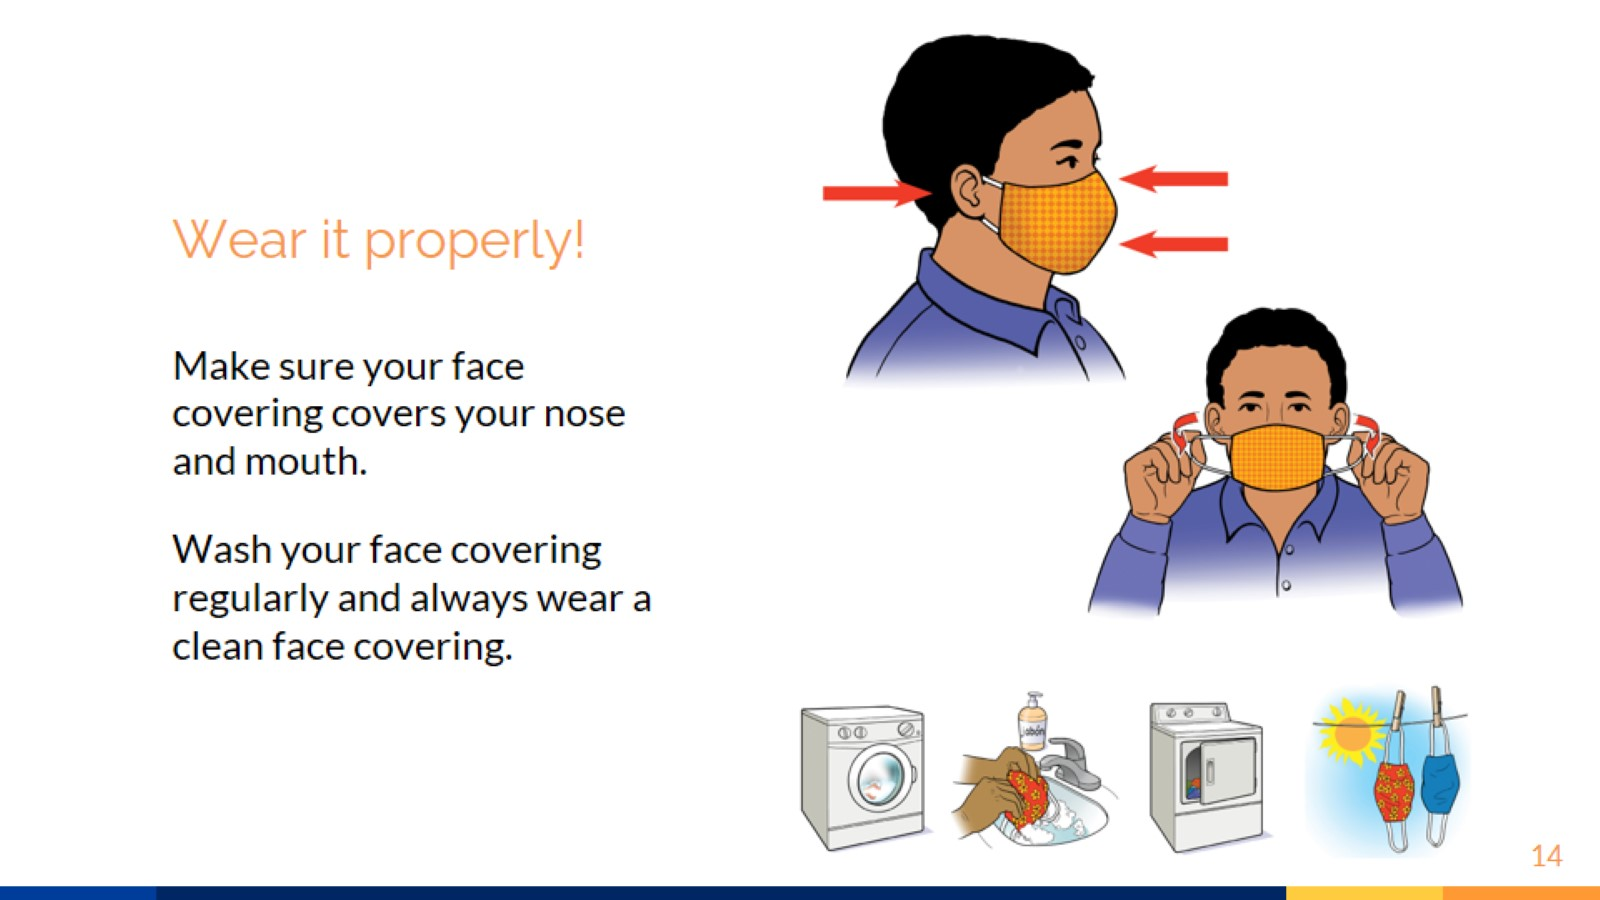 Wear it properly!
Make sure your face
covering covers your nose
and mouth.
Wash your face covering
regularly and always wear a
clean face covering.
Jabón
14